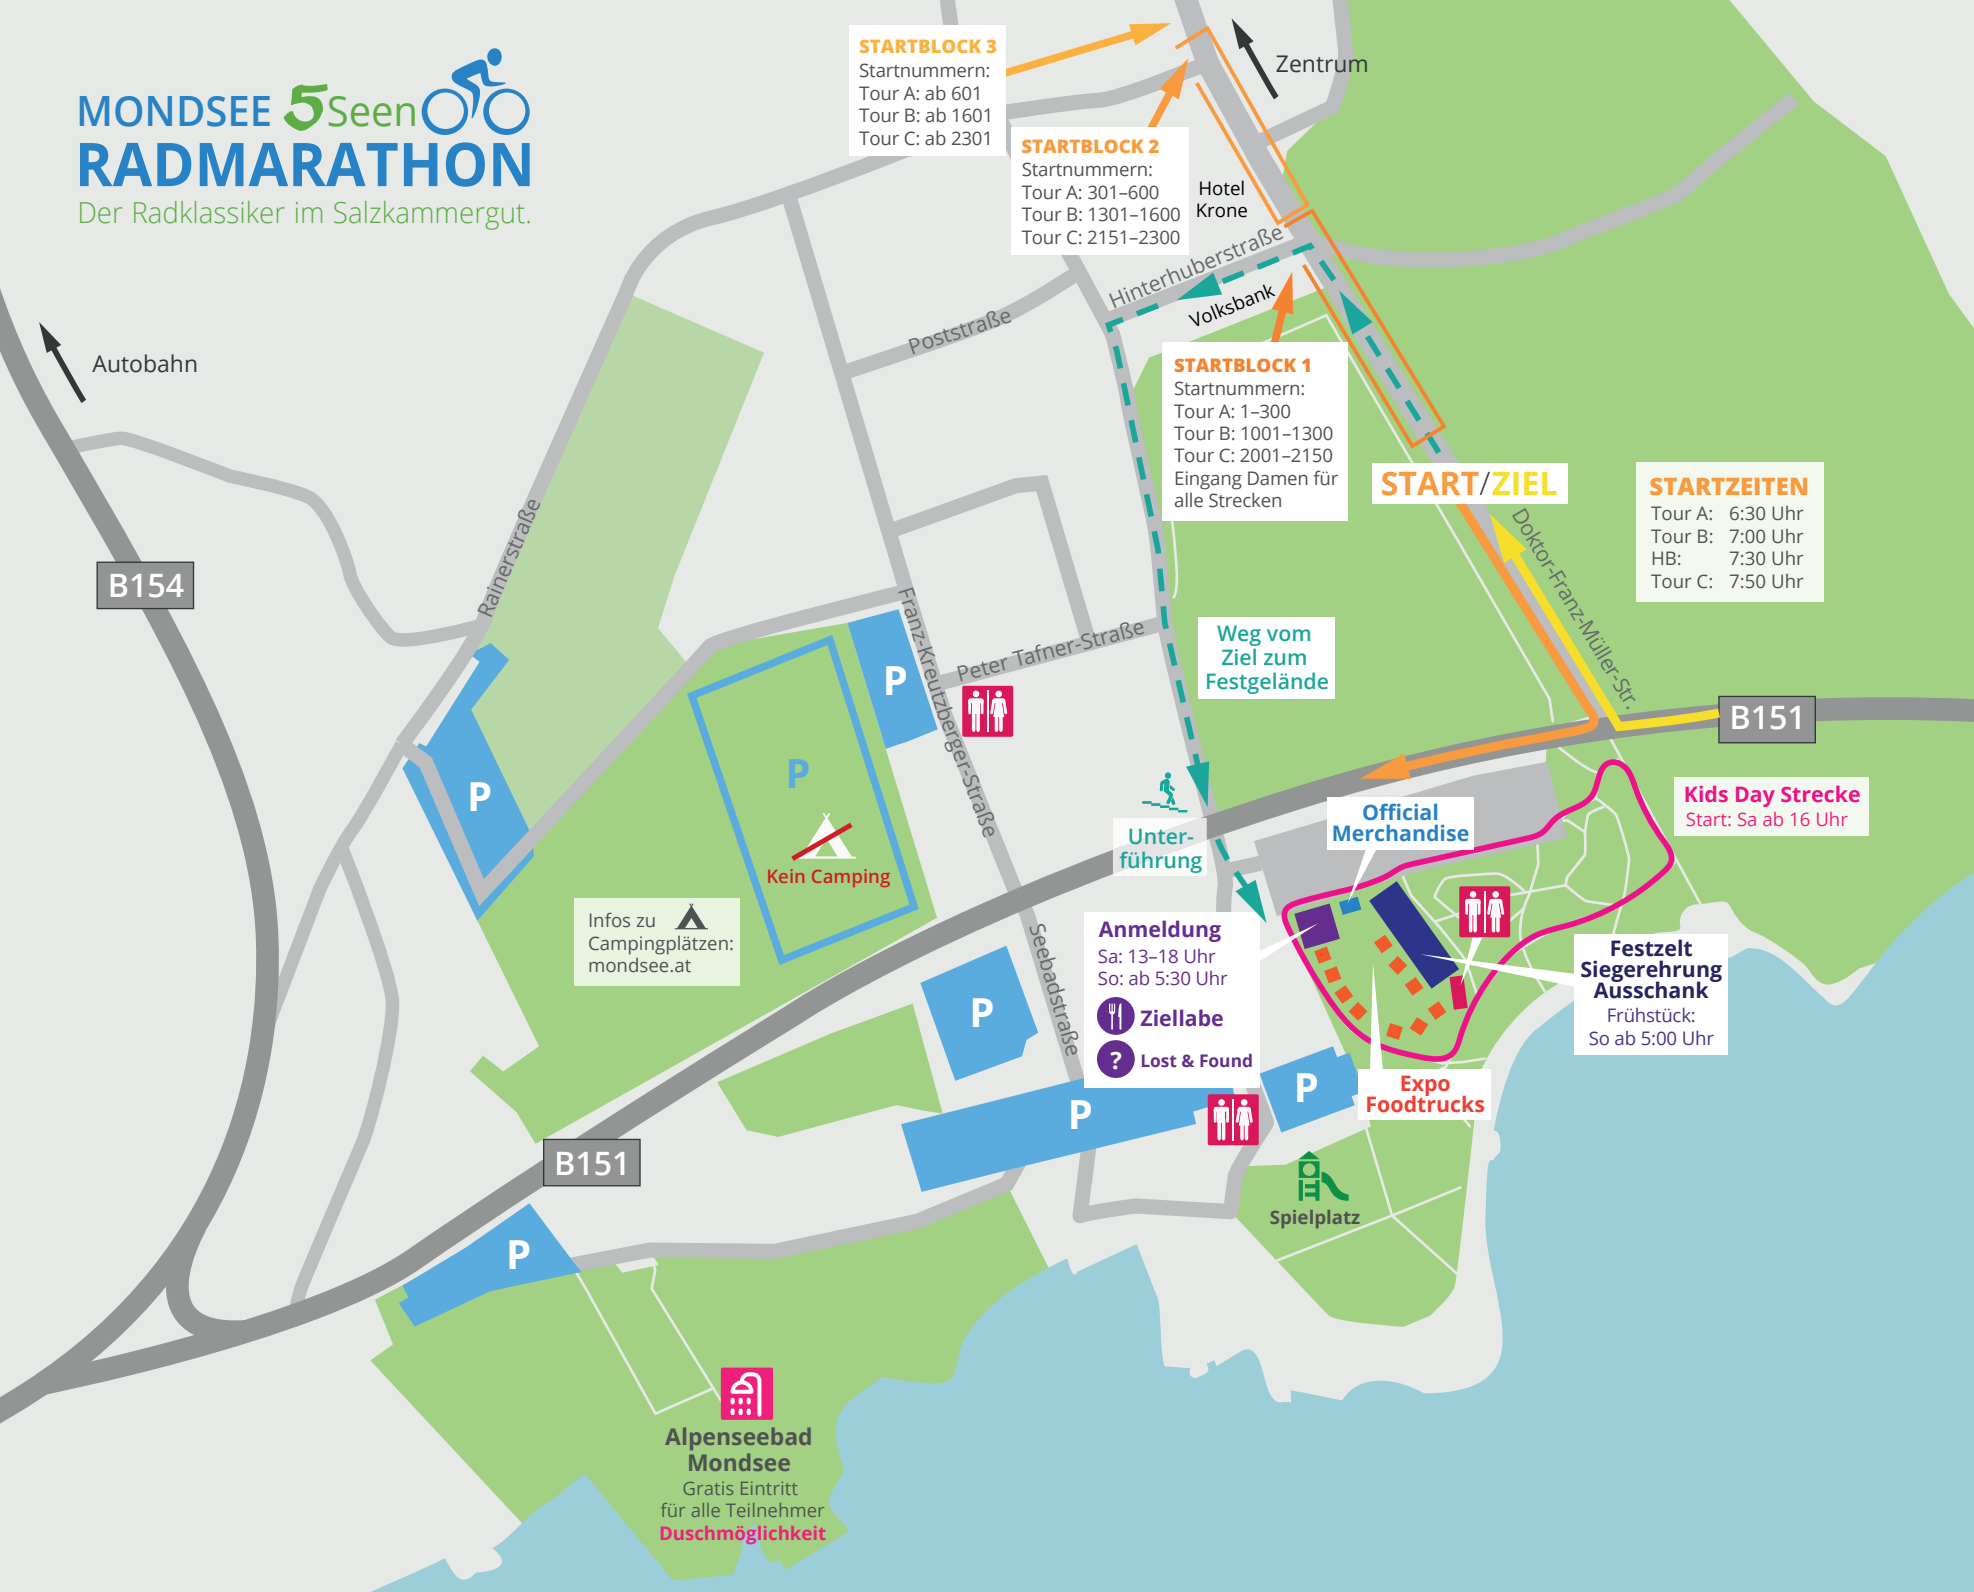 MONDSEE 5Seen
RADMARATHON
Der Radklassiker im Salzkammergut.
STARTBLOCK 3
Startnummern:
Tour A: ab 601
Tour B: ab 1601
Tour C: ab 2301
Zentrum
STARTBLOCK 2
Startnummern:
Tour A: 301–600
Tour B: 1301–1600
Tour C: 2151–2300
Hotel
Krone
Hinterhuberstraße
Volksbank
Poststraße
Autobahn
STARTBLOCK 1
Startnummern:
Tour A: 1–300
Tour B: 1001–1300
Tour C: 2001–2150
Eingang Damen für
alle Strecken
START/ZIEL
STARTZEITEN
Tour A: 6:30 Uhr
Tour B: 7:00 Uhr
HB: 7:30 Uhr
Tour C: 7:50 Uhr
Doktor-Franz-Müller-Str.
Rainerstraße
B154
Franz-Kreutzberger-Straße
Peter Tafner-Straße
Weg vom
Ziel zum
Festgelände
P
B151
P
P
Kein Camping
Unter-
führung
Official
Merchandise
Kids Day Strecke
Start: Sa ab 16 Uhr
Infos zu
Campingplätzen:
mondsee.at
Seebadstraße
Anmeldung
Sa: 13–18 Uhr
So: ab 5:30 Uhr
Ziellabe
?
Lost & Found
Festzelt
Siegerehrung
Ausschank
Frühstück:
So ab 5:00 Uhr
P
P
P
Expo
Foodtrucks
B151
P
Spielplatz
Alpenseebad
Mondsee
Gratis Eintritt
für alle Teilnehmer
Duschmöglichkeit